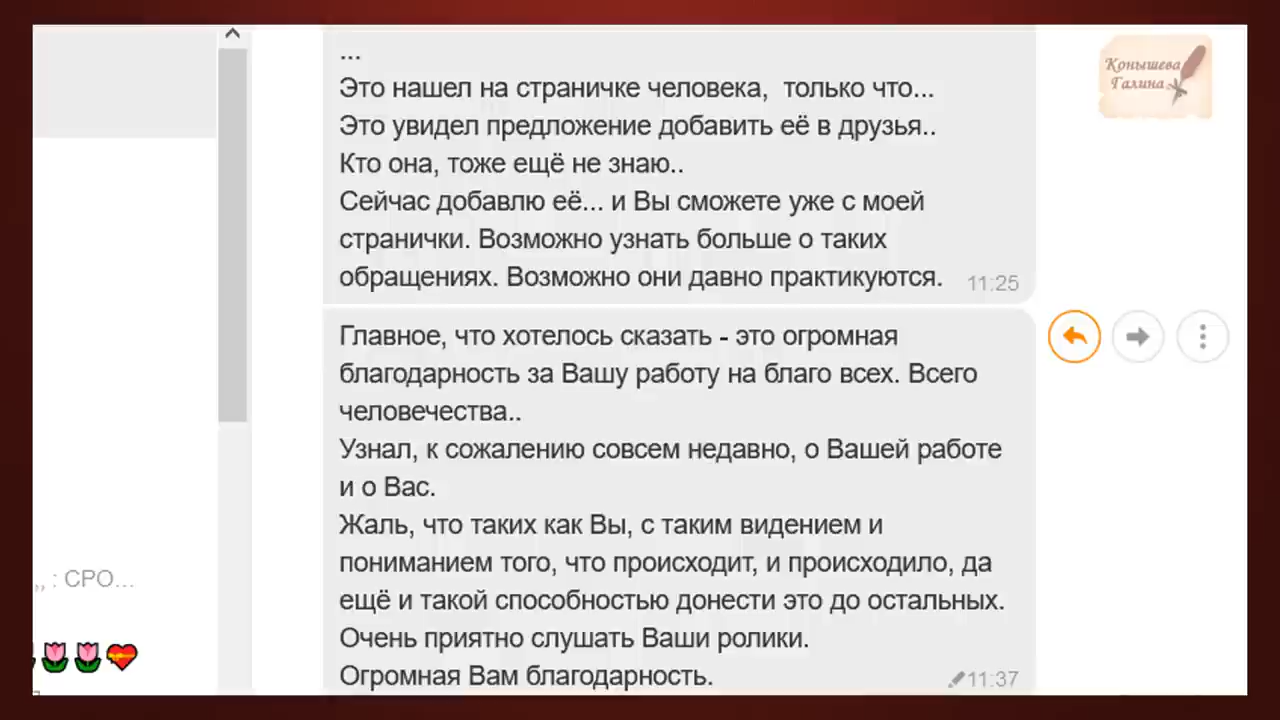 ...
Это нашел на страничке человека, только что...
Это увидел предложение добавить её в друзья..
Кто она, тоже ещё не знаю..
Сейчас добавлю её... и Вы сможете уже с моей
странички. Возможно узнать больше о таких
обращениях. Возможно они давно практикуются.
11:25
Главное, что хотелось сказать - это огромная
благодарность за Вашу работу на благо всех. Всего
человечества..
Узнал, к сожалению совсем недавно, о Вашей работе
и о Вас.
Жаль, что таких как Вы, с таким видением и
пониманием того, что происходит, и происходило, да
ещё и такой способностью донести это до остальных.
Очень приятно слушать Ваши ролики.
Огромная Вам благодарность.
11:37
,, : СРО...
Конышева
Галина